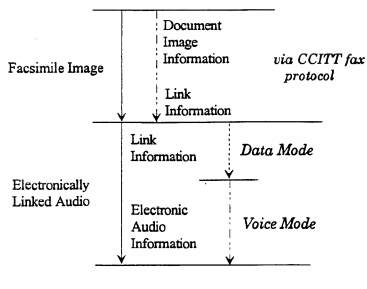 Document
Image
Information
Facsimile Image
via CCITT fax
protocol
Link
Information
Link
Information
Data Mode
Electronically
Linked Audio
Electronic
Audio
Information
Voice Mode